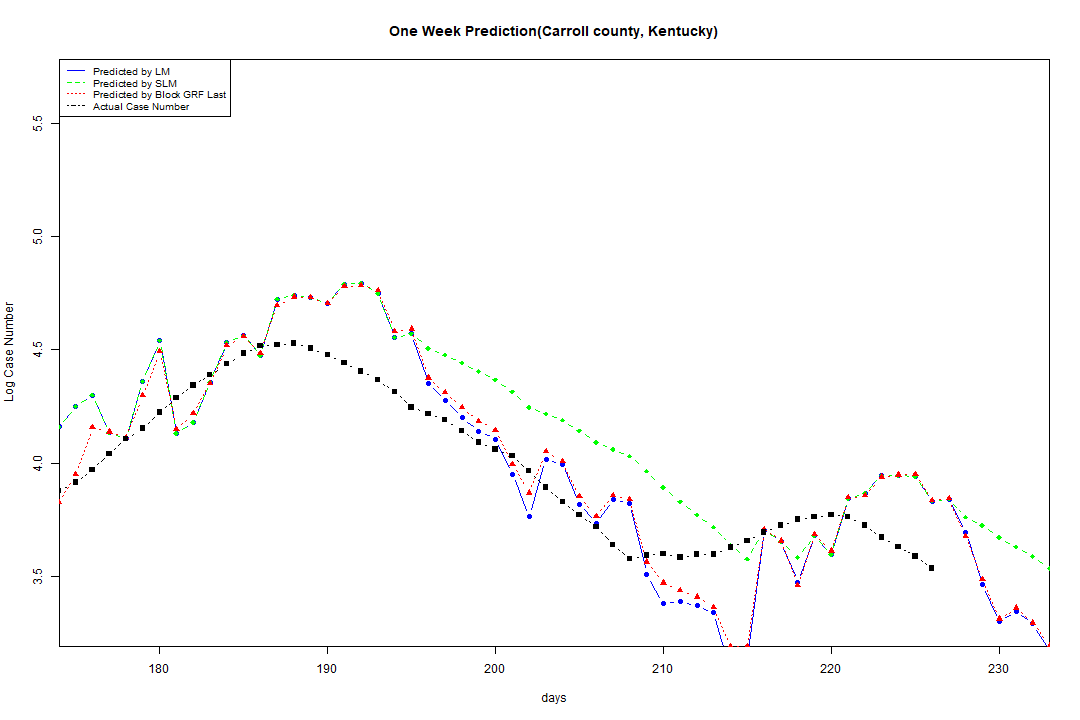 One Week Prediction(Carroll county, Kentucky)
Predicted by LM
Predicted by SLM
Predicted by Block GRF Last
Actual Case Number
5.5
5.0
4.5
4.0
3.5
Log Case Number
180 190 200 210 220 230
days